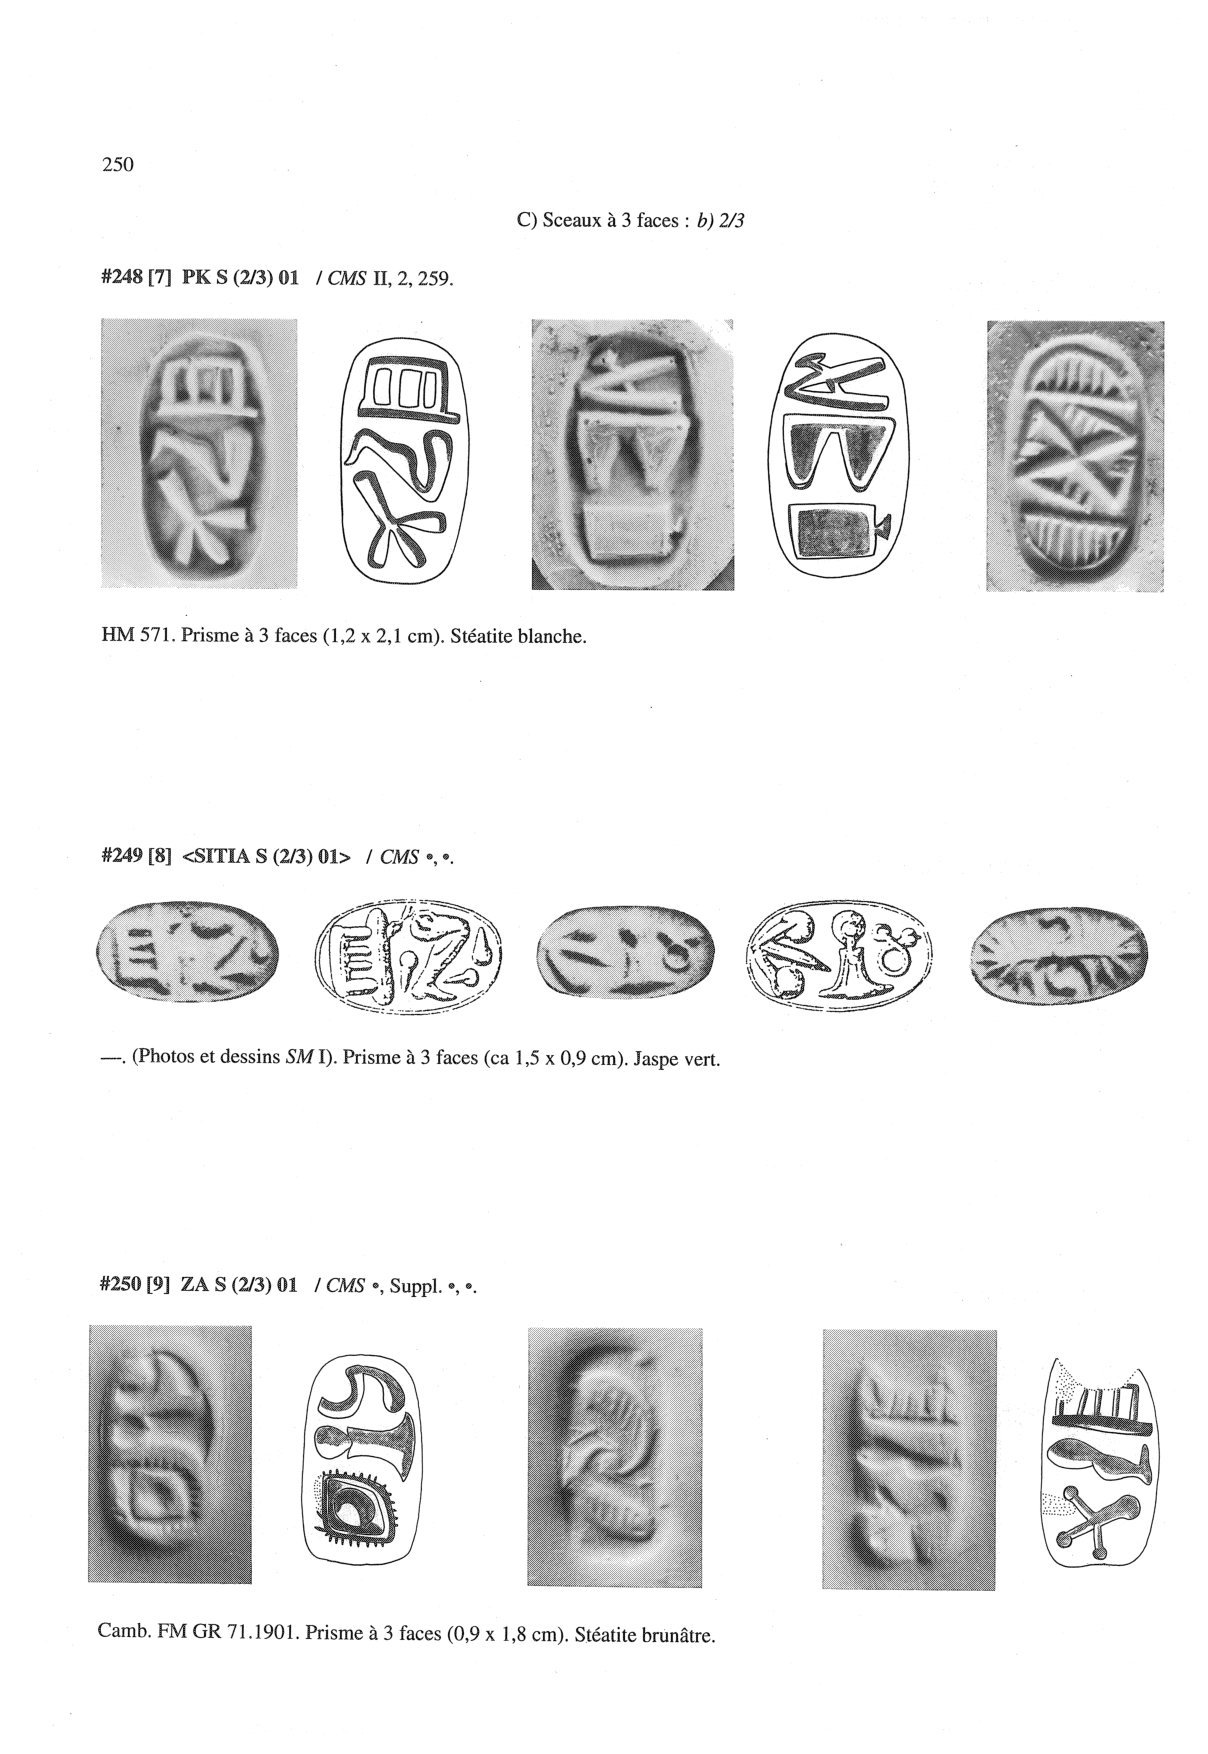 250
C) Sceaux à 3 faces : b) 2/3
#248 [7] PK S (2/3) 01 / CMS II, 2, 259.
HM 571. Prisme à 3 faces (1,2 x 2,1 cm). Stéatite blanche.
#249 [8] <SITIA S (2/3) 01> / CMS •, •.
—. (Photos et dessins SM I). Prisme à 3 faces (ca 1,5 x 0,9 cm). Jaspe vert.
#250 [9] ZA S (2/3) 01 / CMS •, Suppl. •, •.
Camb. FM GR 71.1901. Prisme à 3 faces (0,9 x 1,8 cm). Stéatite brunâtre.